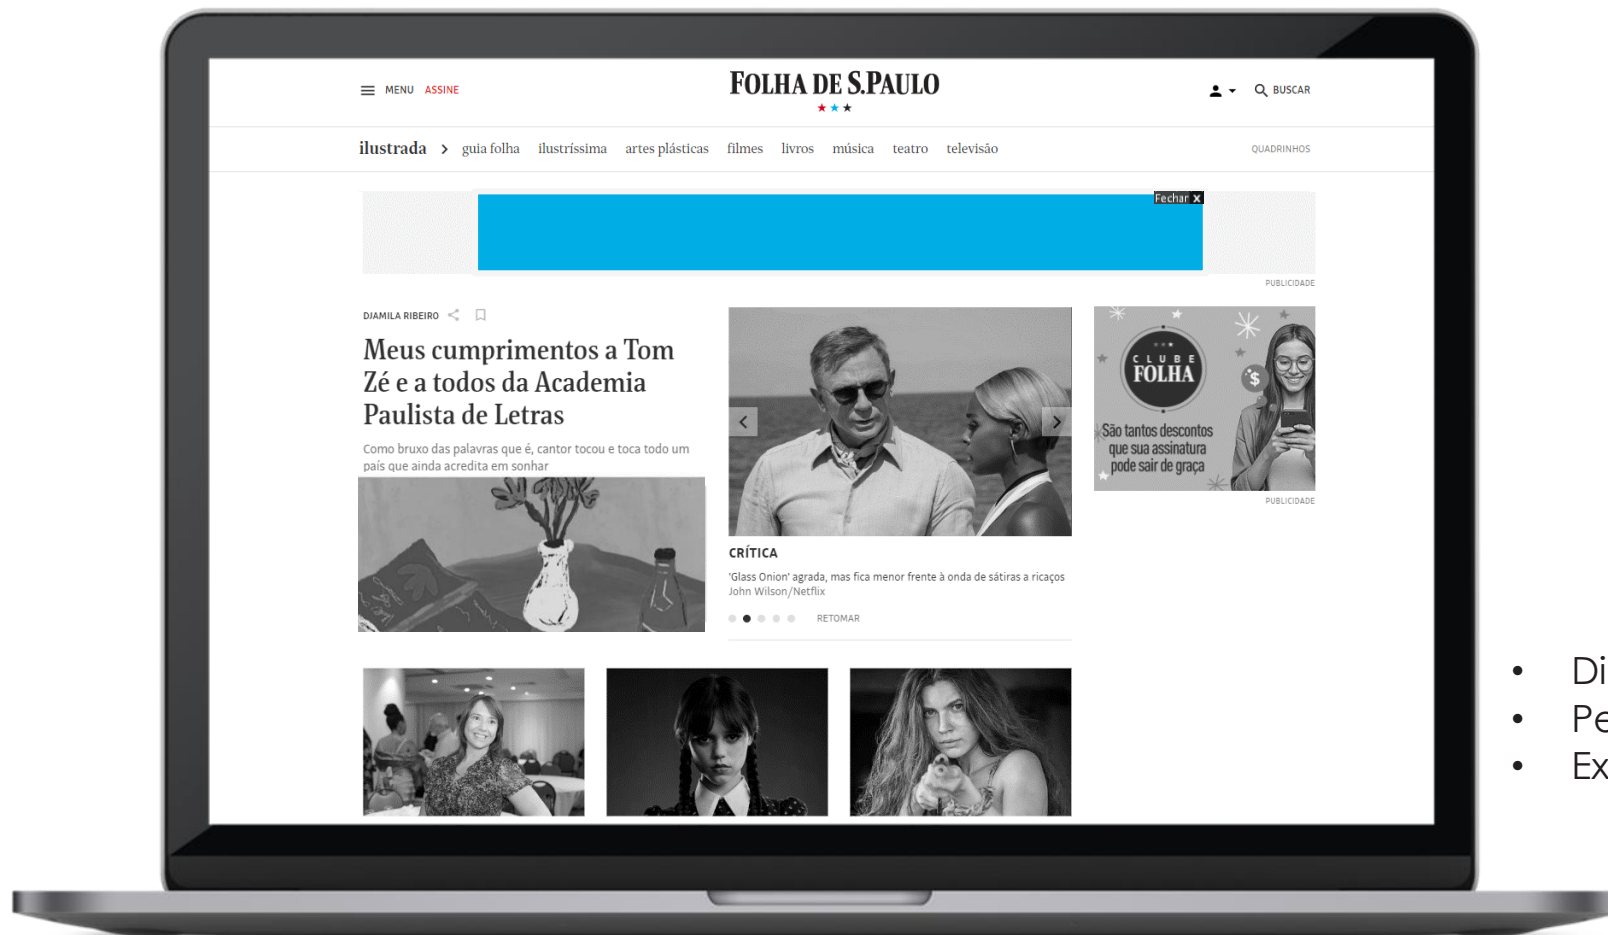 MENU ASSINE
FOLHA DE S.PAULO
BUSCAR
ilustrada > guia folha ilustríssima artes plásticas filmes livros música teatro televisão
QUADRINHOS
Fechar X
PUBLICIDADE
DJAMILA RIBEIRO
Meus cumprimentos a Tom
Zé e a todos da Academia
Paulista de Letras
Como bruxo das palavras que é, cantor tocou e toca todo um
país que ainda acredita em sonhar
CRÍTICA
'Glass Onion' agrada, mas fica menor frente à onda de sátiras a ricaços
John Wilson/Netflix
RETOMAR
CLUBE
FOLHA
$
São tantos descontos
que sua assinatura
pode sair de graça
PUBLICIDADE
• Di
• Pe
• Ex